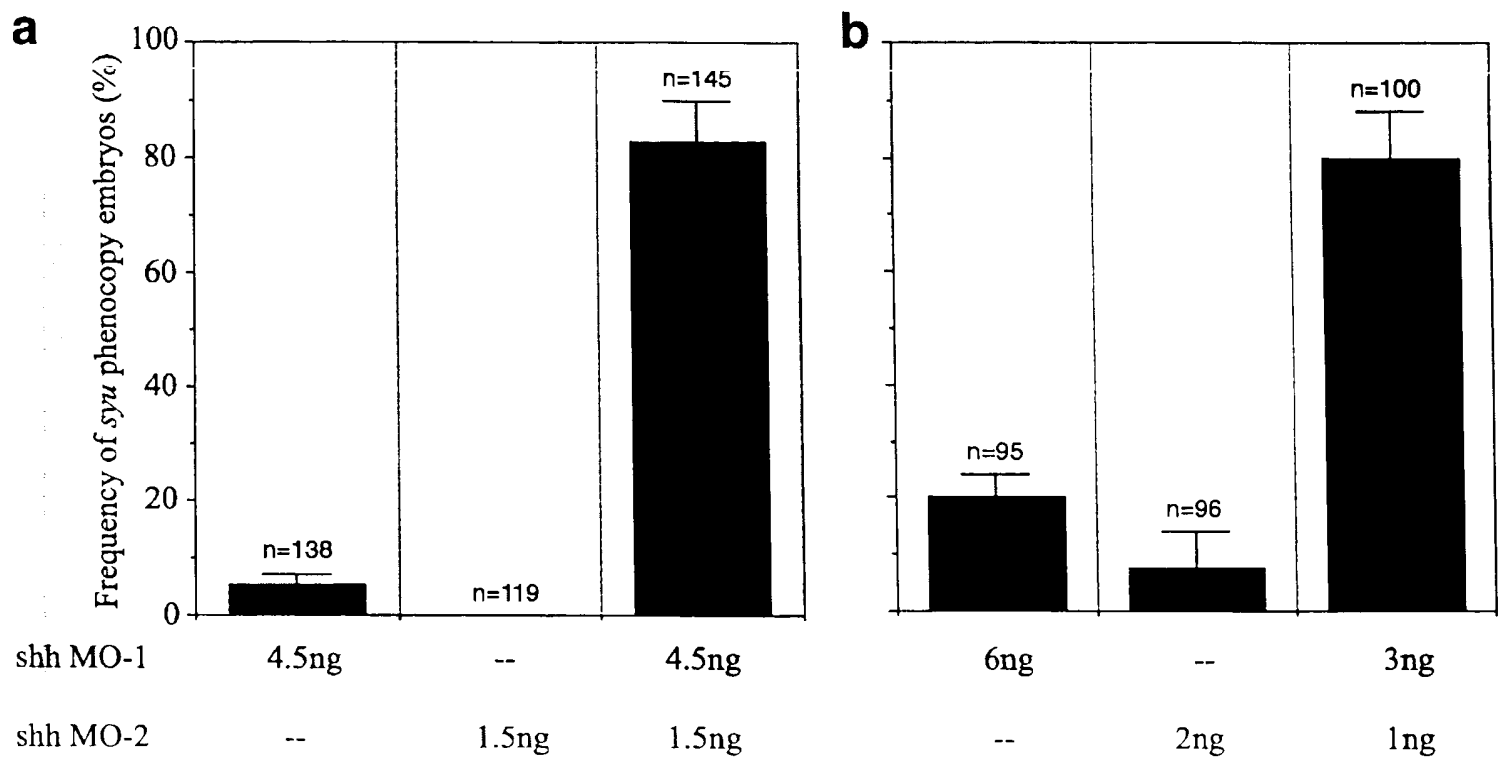 a
b
Frequency of syu phenocopy embryos (%)
100
80
60
40
20
0
n=138
n=119
n=145
n=95
n=96
n=100
shh MO-1 4.5ng -- 4.5ng 6ng -- 3ng
shh MO-2 -- 1.5ng 1.5ng -- 2ng 1ng